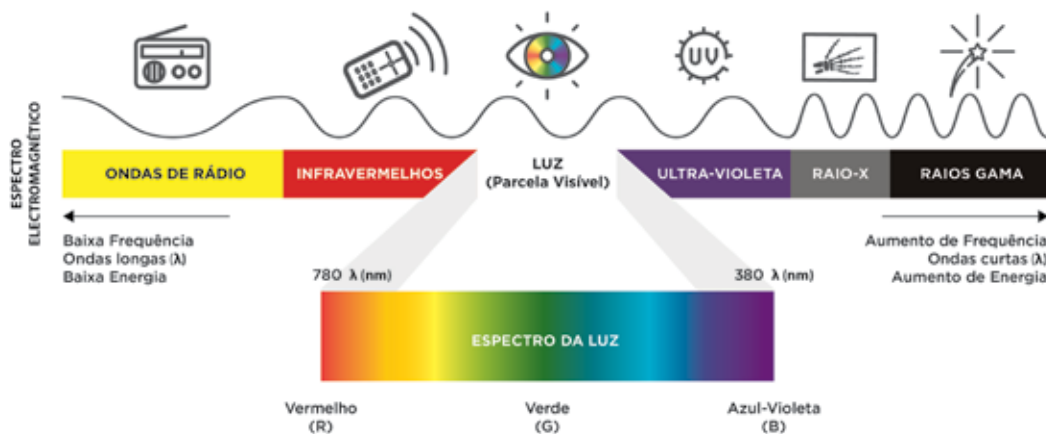 UV
ESPECTRO
ELECTROMAGNÉTICO
ONDAS DE RÁDIO
INFRAVERMELHOS
LUZ
(Parcela Visível)
ULTRA-VIOLETA
RAIO-X
RAIOS GAMA
Baixa Frequência
Ondas longas (λ)
Baixa Energia
Aumento de Frequência
Ondas curtas (λ)
Aumento de Energia
780 λ (nm)
380 λ (nm)
ESPECTRO DA LUZ
Vermelho
(R)
Verde
(G)
Azul-Violeta
(B)